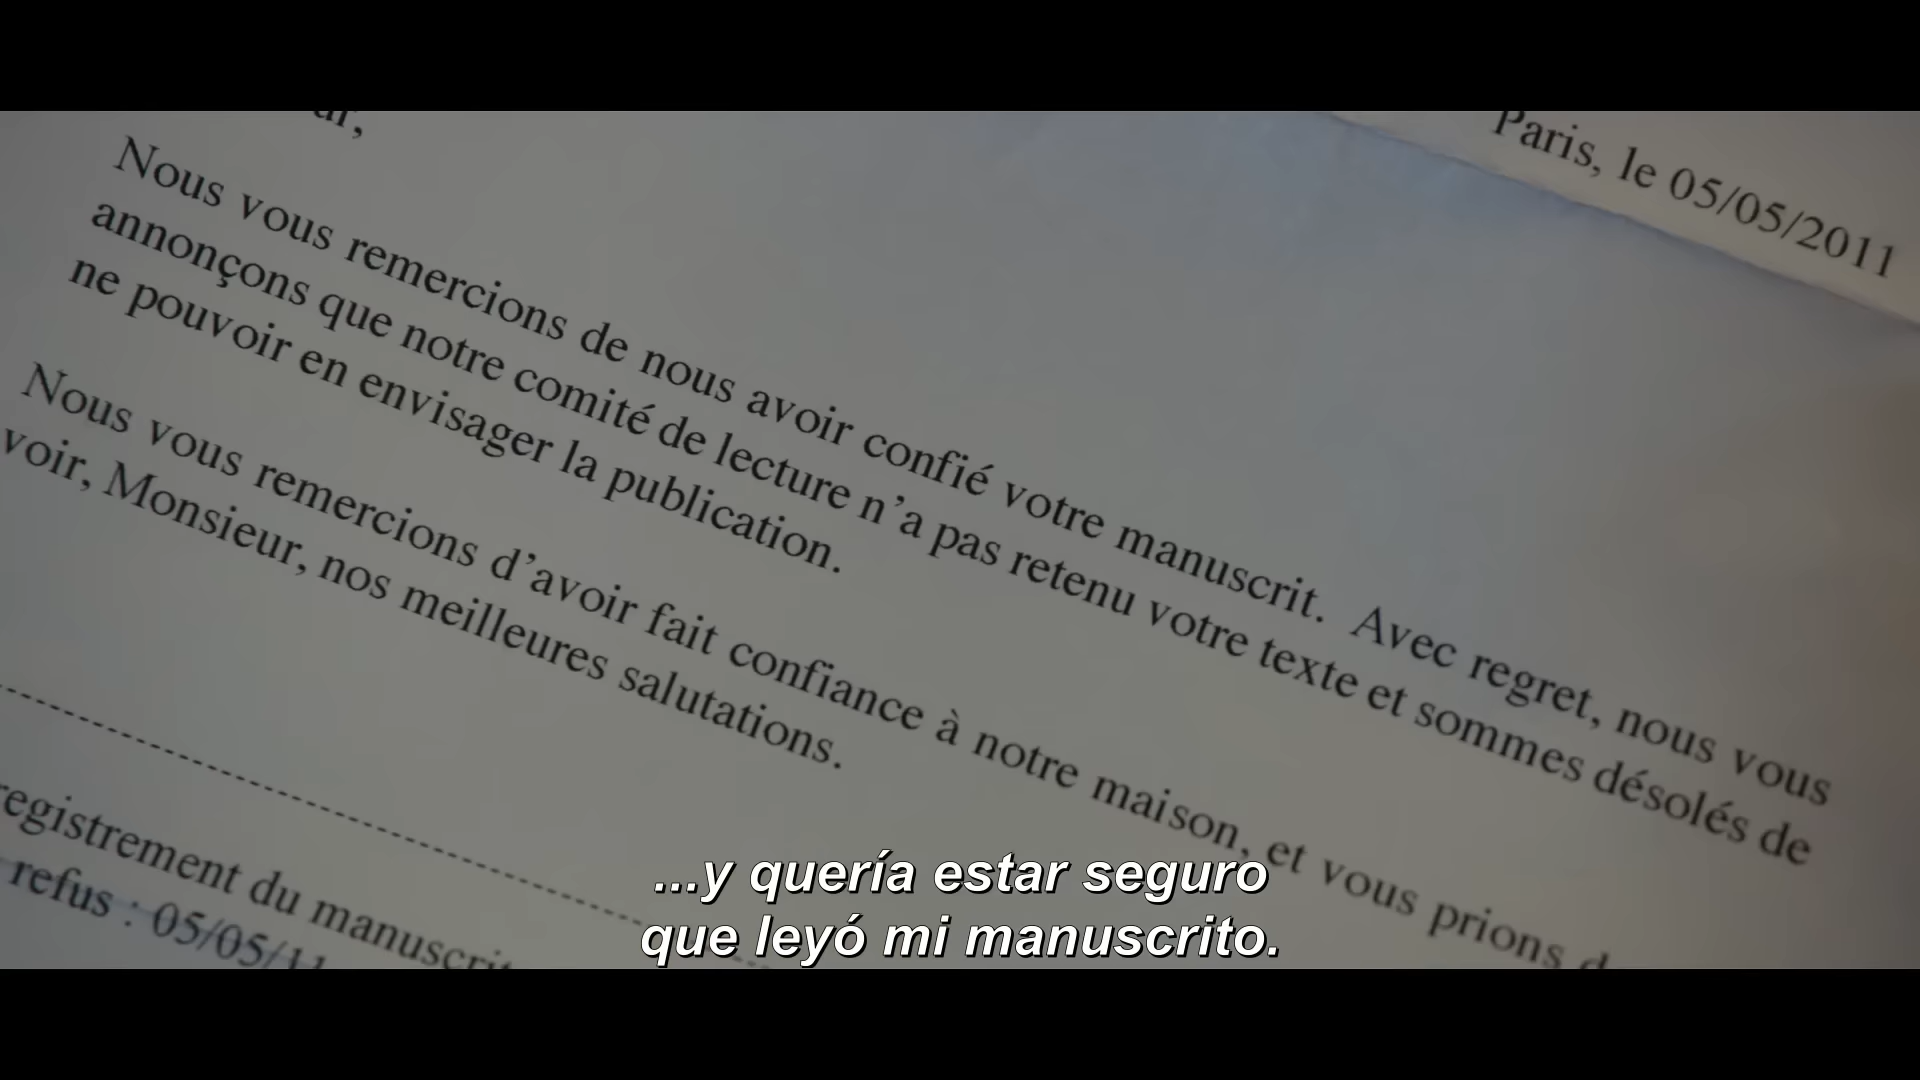 Paris, le 05/05/2011
Nous vous remercions de nous avoir confié votre manuscrit. Avec regret, nous vous
annonçons que notre comité de lecture n'a pas retenu votre texte et sommes désolés de
ne pouvoir en envisager la publication.
Nous vous remercions d'avoir fait confiance à notre maison, et vous prions
voir, Monsieur, nos meilleures salutations.
registrement du manuscrit
refus : 05/05/11
...y quería estar seguro
que leyó mi manuscrito.